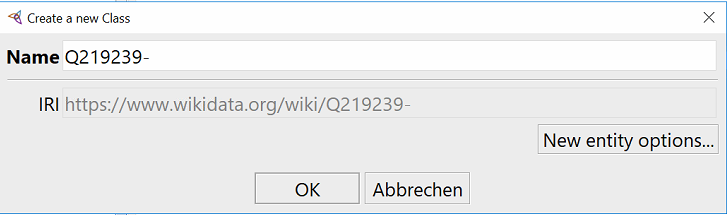 Create a new Class
Name Q219239-
IRI https://www.wikidata.org/wiki/Q219239-
New entity options...
OK Abbrechen